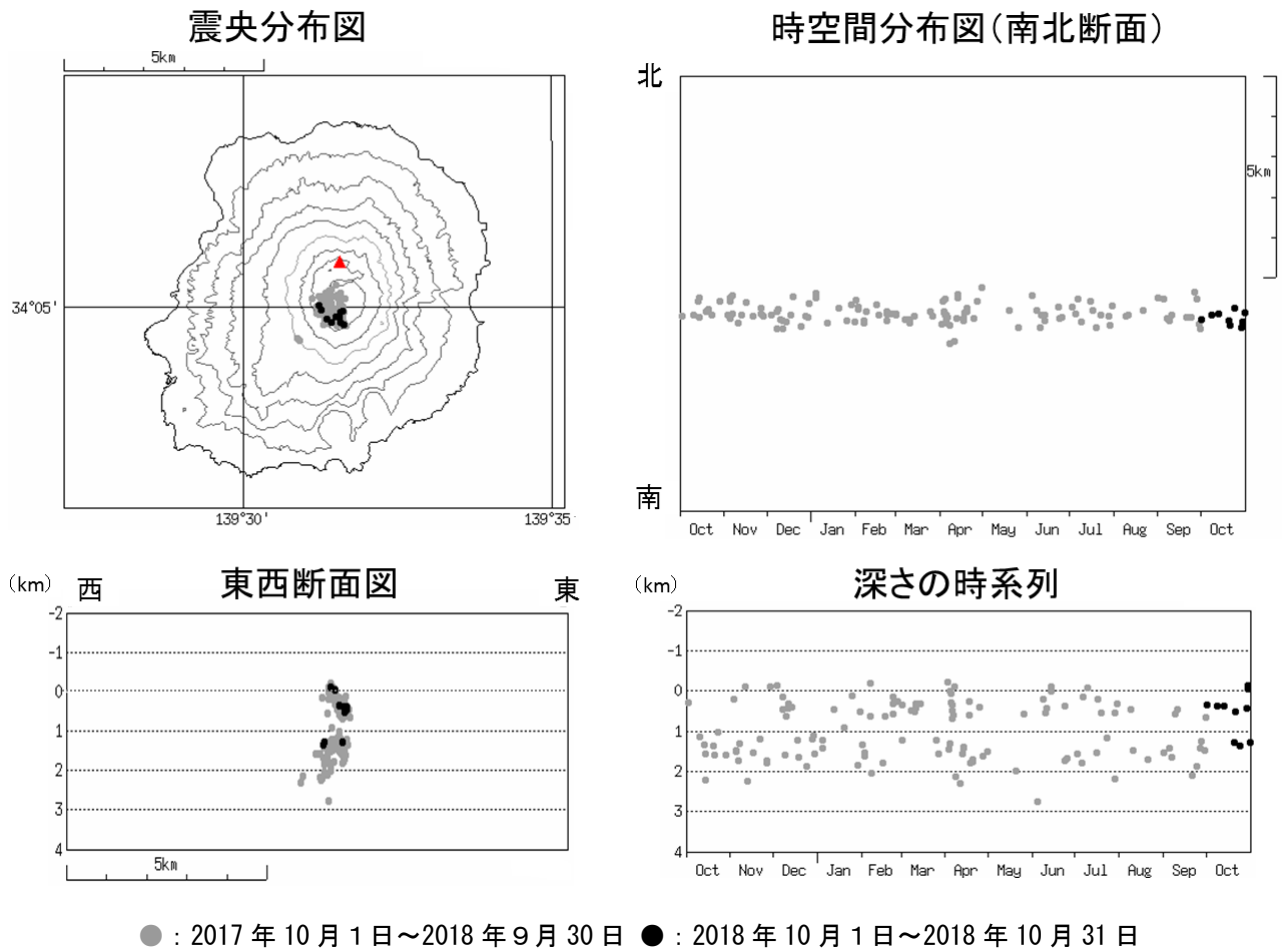 震央分布図
5km
34°05'
139°30'
139°35'
時空間分布図(南北断面)
北
南
5km
Oct Nov Dec Jan Feb Mar Apr May Jun Jul Aug Sep Oct
東西断面図
(km) 西 東
-2
-1
0
1
2
3
4
5km
深さの時系列
(km)
-2
-1
0
1
2
3
4
Oct Nov Dec Jan Feb Mar Apr May Jun Jul Aug Sep Oct
●:2017年10月1日~2018年9月30日 ●:2018年10月1日~2018年10月31日